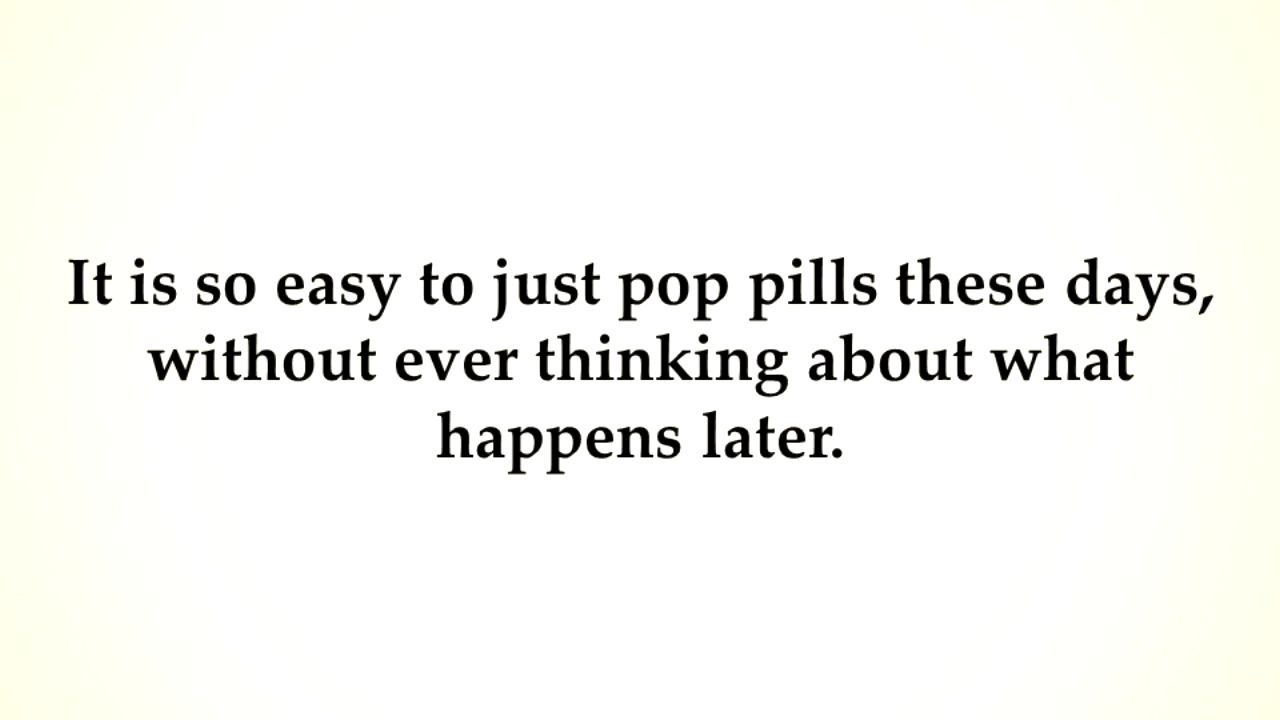 It is so easy to just pop pills these days,
without ever thinking about what
happens later.